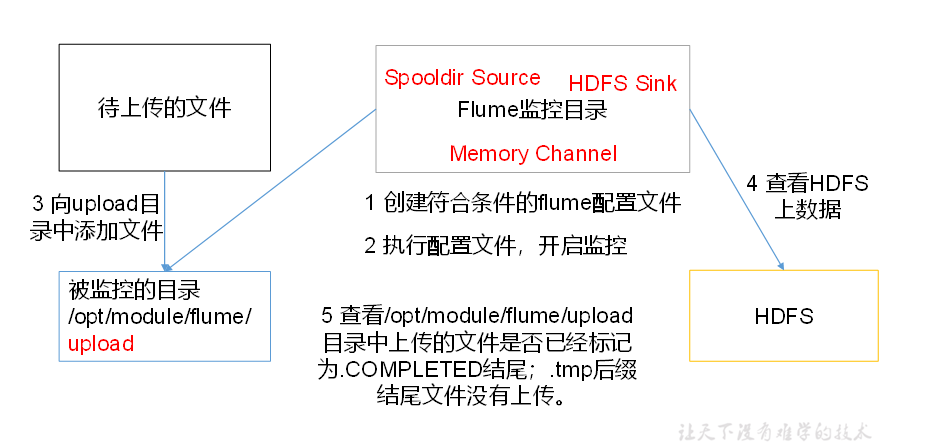 待上传的文件
Spooldir Source
HDFS Sink
Flume监控目录
Memory Channel
3 向upload目
录中添加文件
1 创建符合条件的flume配置文件
2 执行配置文件，开启监控
4 查看HDFS
上数据
被监控的目录
/opt/module/flume/
upload
5 查看/opt/module/flume/upload
目录中上传的文件是否已经标记
为.COMPLETED结尾；.tmp后缀
结尾文件没有上传。
HDFS
让天下没有难学的技术